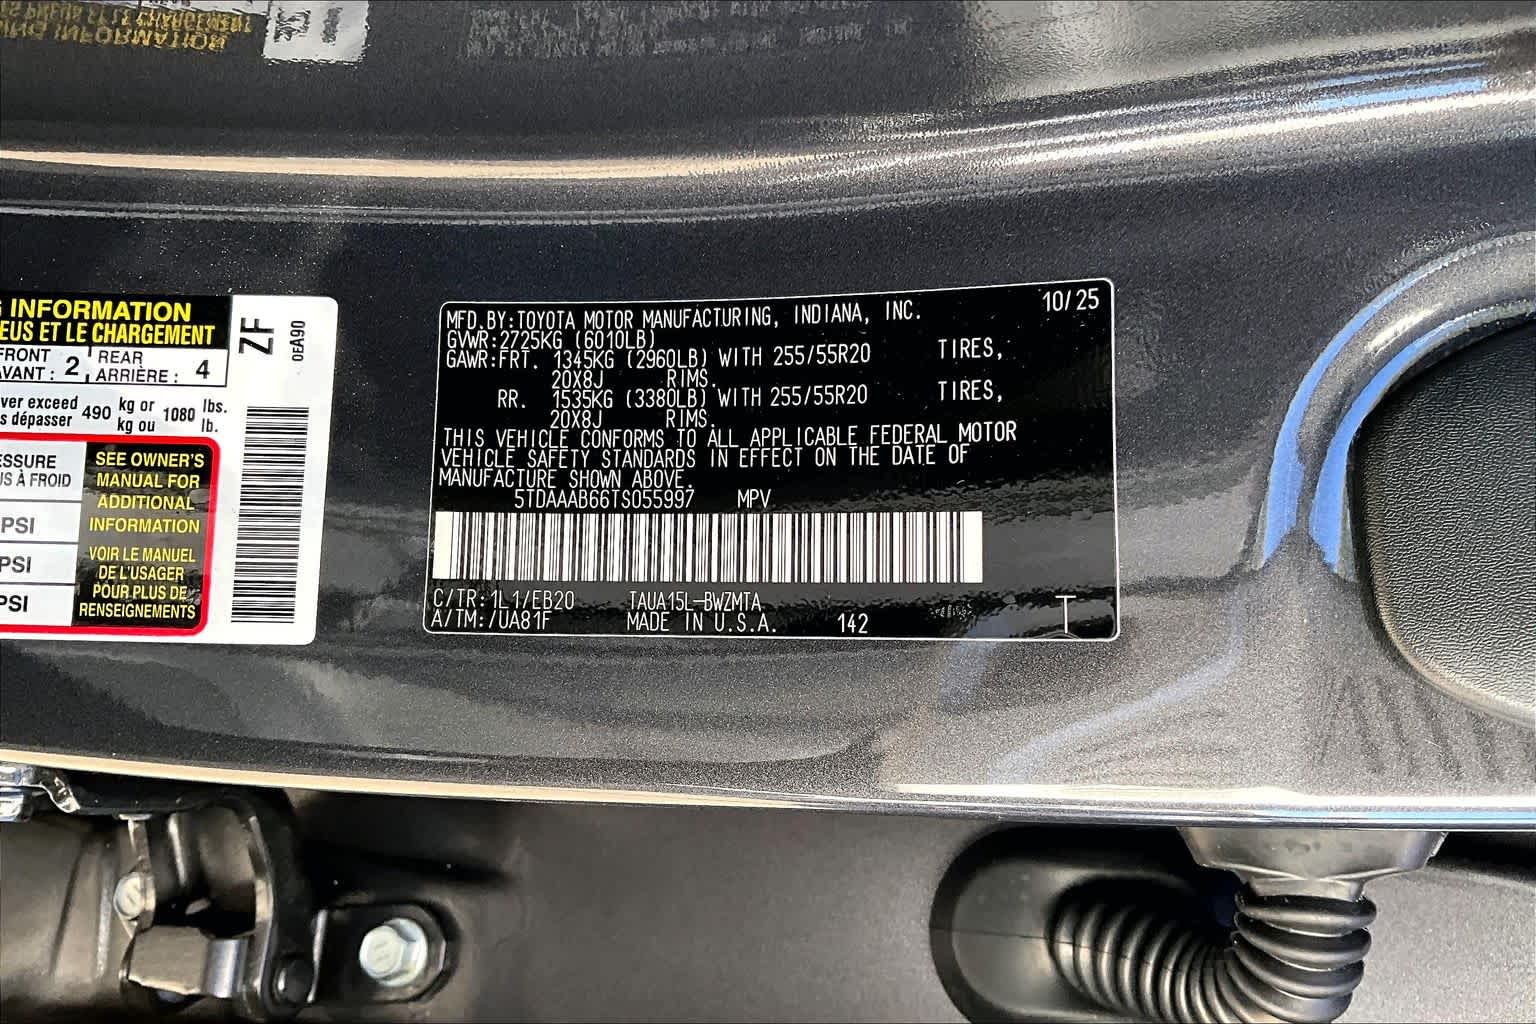 INFORMATION
EUS ET LE CHARGEMENT
FRONT 2 REAR 4
AVANT : ARRIÈRE :
ver exceed 490 kg or 1080 lbs.
s dépasser kg ou lb.
ESSURE
US À FROID
PSI
PSI
PSI
SEE OWNER'S
MANUAL FOR
ADDITIONAL
INFORMATION
VOIR LE MANUEL
DE L'USAGER
POUR PLUS DE
RENSEIGNEMENTS
ZF
0EA90
MFD.BY:TOYOTA MOTOR MANUFACTURING, INDIANA, INC. 10/25
GVWR:2725KG (6010LB)
GAWR:FRT. 1345KG (2960LB) WITH 255/55R20 TIRES,
20X8J RIMS.
RR. 1535KG (3380LB) WITH 255/55R20 TIRES,
20X8J RIMS.
THIS VEHICLE CONFORMS TO ALL APPLICABLE FEDERAL MOTOR
VEHICLE SAFETY STANDARDS IN EFFECT ON THE DATE OF
MANUFACTURE SHOWN ABOVE.
5TDAAAB66TS055997 MPV
C/TR:1L1/EB20 TAUA15L-BWZMTA
A/TM:/UA81F MADE IN U.S.A. 142
T